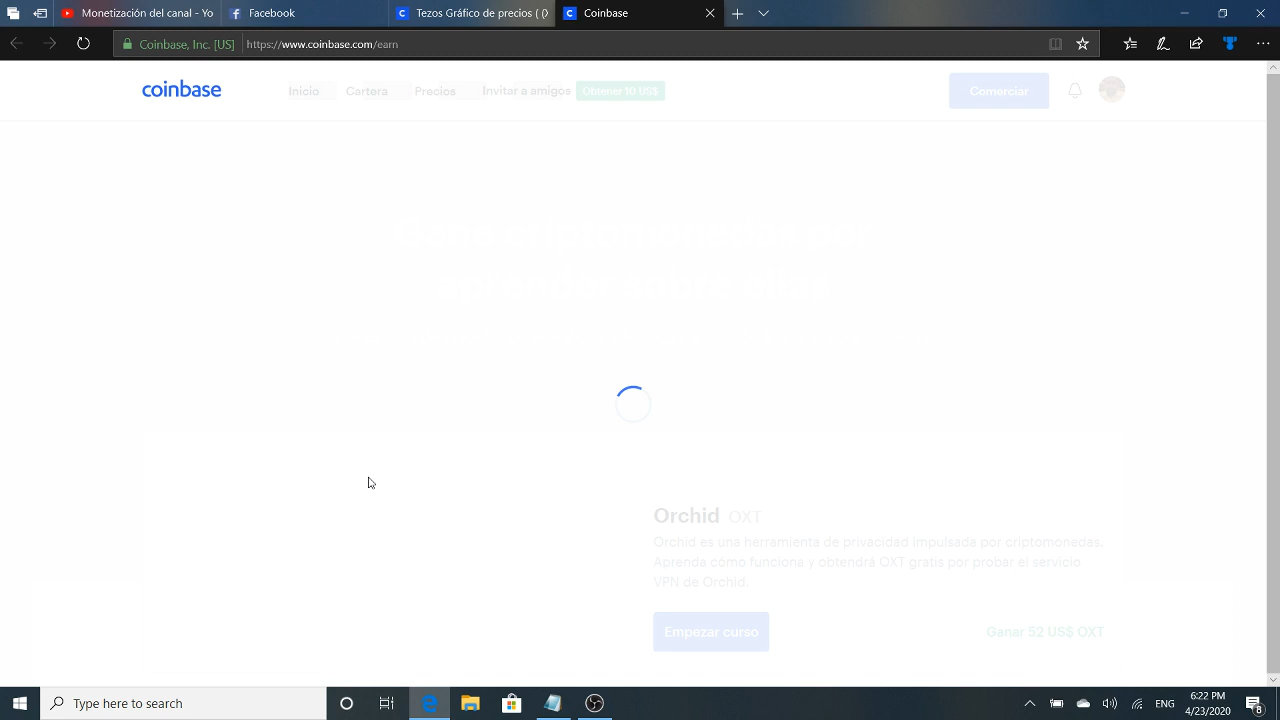 Monetización - Yo
Facebook
Tezos Gráfico de precios (
Coinbase
Coinbase, Inc. [US]
https://www.coinbase.com/earn
coinbase
Inicio
Cartera
Precios
Invitar a amigos
Obtener 10 US$
Comerciar
Orchid OXT
Orchid es una herramienta de privacidad impulsada por criptomonedas.
Aprenda cómo funciona y obtendrá OXT gratis por probar el servicio
VPN de Orchid.
Empezar curso
Ganar 52 US$ OXT
Type here to search
ENG
6:22 PM
4/23/2020
8